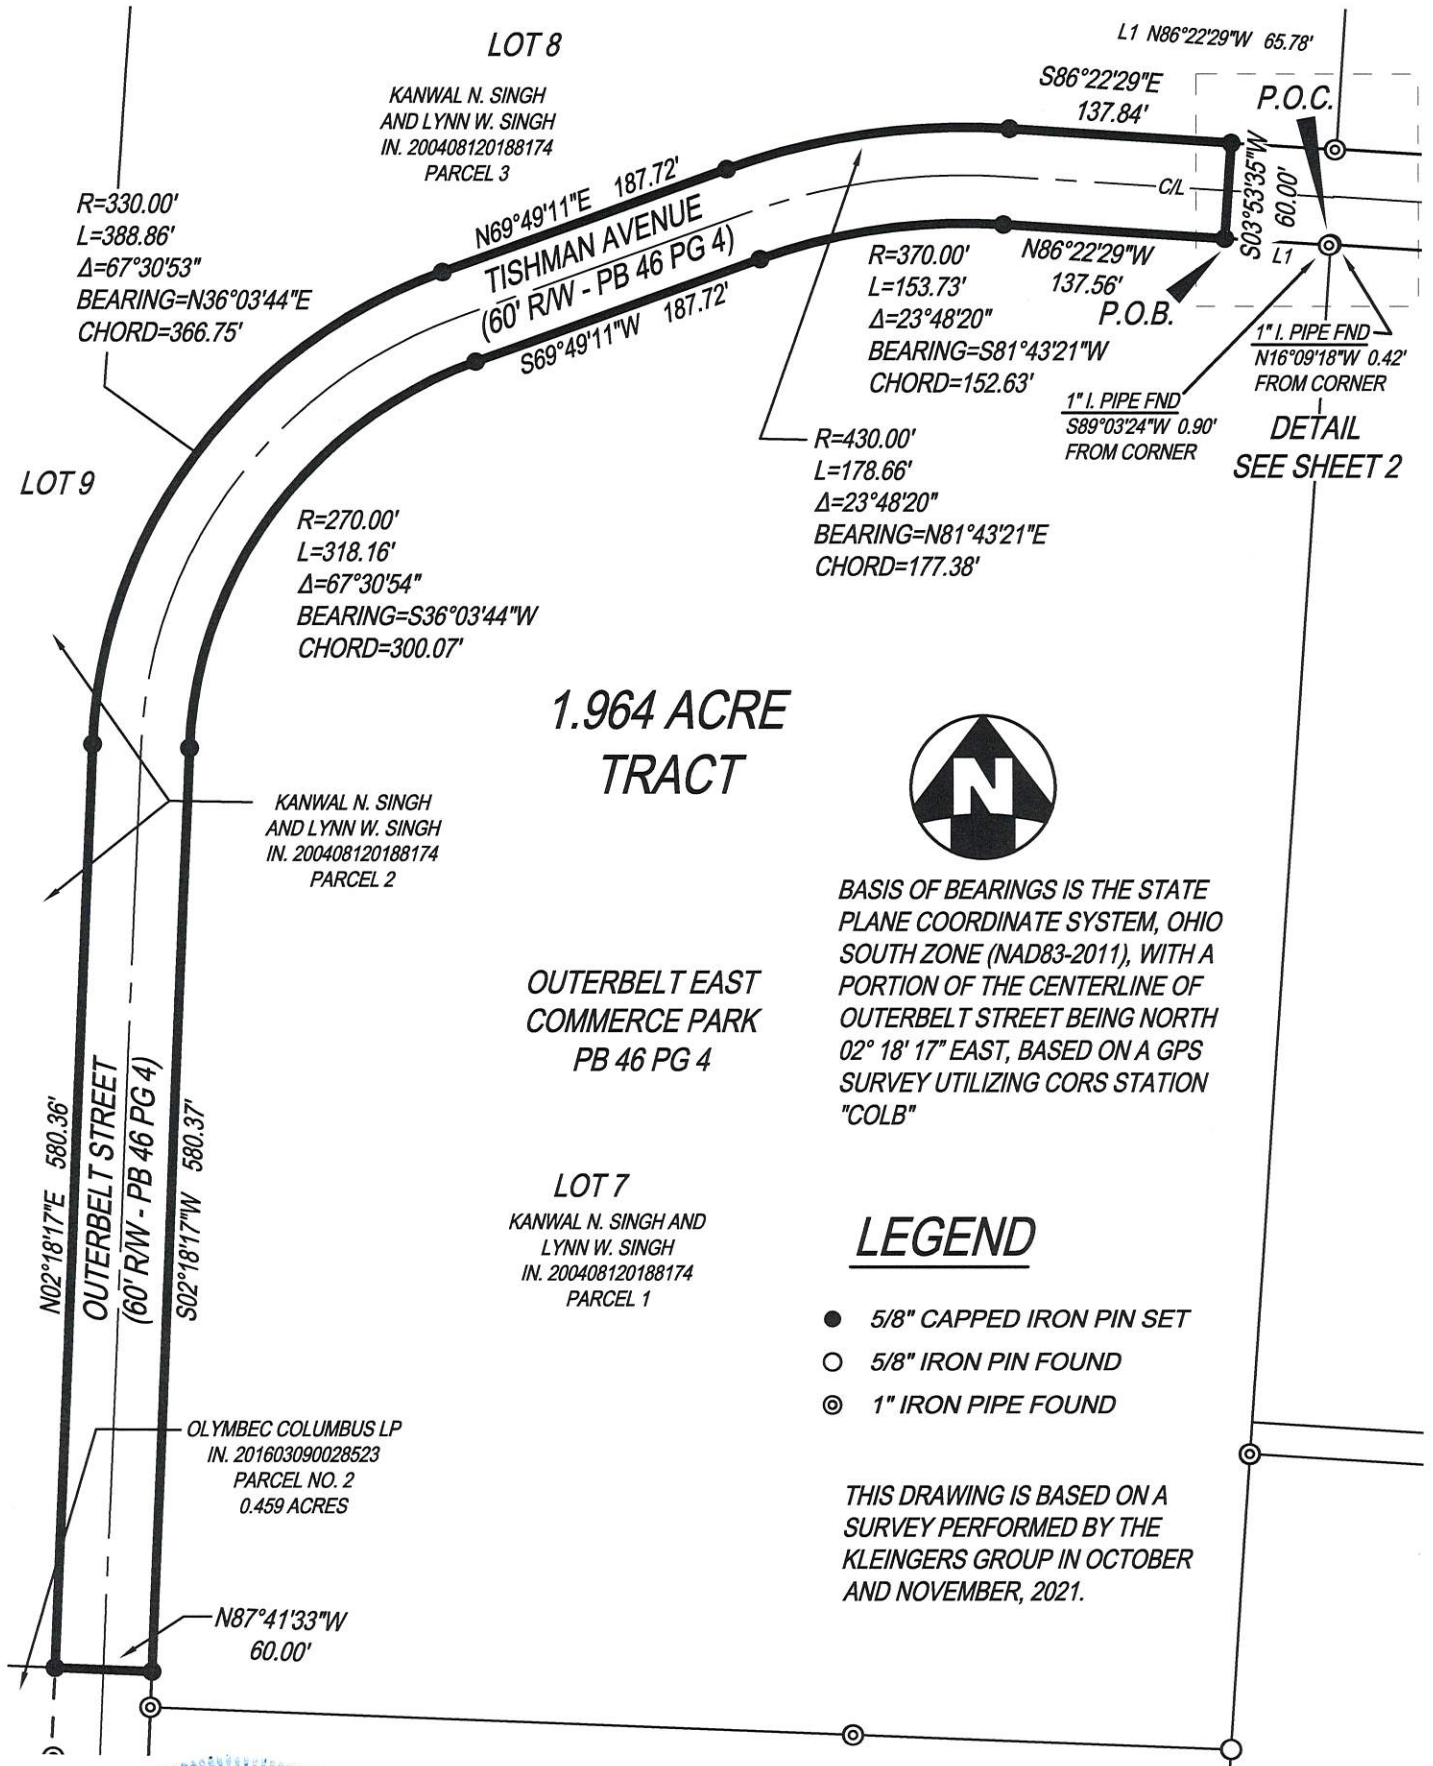 LOT 8
KANWAL N. SINGH
AND LYNN W. SINGH
IN. 200408120188174
PARCEL 3
L1 N86°22'29"W 65.78'
S86°22'29"E
137.84'
P.O.C.
R=330.00'
L=388.86'
Δ=67°30'53"
BEARING=N36°03'44"E
CHORD=366.75'
N69°49'11"E 187.72'
TISHMAN AVENUE
(60' R/W - PB 46 PG 4)
S69°49'11"W 187.72'
C/L
S03°53'35"W
60.00'
L1
N86°22'29"W
137.56'
P.O.B.
R=370.00'
L=153.73'
Δ=23°48'20"
BEARING=S81°43'21"W
CHORD=152.63'
1" I. PIPE FND
N16°09'18"W 0.42'
FROM CORNER
1" I. PIPE FND
S89°03'24"W 0.90'
FROM CORNER
DETAIL
SEE SHEET 2
R=430.00'
L=178.66'
Δ=23°48'20"
BEARING=N81°43'21"E
CHORD=177.38'
LOT 9
R=270.00'
L=318.16'
Δ=67°30'54"
BEARING=S36°03'44"W
CHORD=300.07'
1.964 ACRE
TRACT
N
KANWAL N. SINGH
AND LYNN W. SINGH
IN. 200408120188174
PARCEL 2
BASIS OF BEARINGS IS THE STATE
PLANE COORDINATE SYSTEM, OHIO
SOUTH ZONE (NAD83-2011), WITH A
PORTION OF THE CENTERLINE OF
OUTERBELT STREET BEING NORTH
02° 18' 17" EAST, BASED ON A GPS
SURVEY UTILIZING CORS STATION
"COLB"
OUTERBELT EAST
COMMERCE PARK
PB 46 PG 4
N02°18'17"E 580.36'
OUTERBELT STREET
(60' R/W - PB 46 PG 4)
S02°18'17"W 580.37'
LOT 7
KANWAL N. SINGH AND
LYNN W. SINGH
IN. 200408120188174
PARCEL 1
LEGEND
5/8" CAPPED IRON PIN SET
5/8" IRON PIN FOUND
1" IRON PIPE FOUND
OLYMBEC COLUMBUS LP
IN. 201603090028523
PARCEL NO. 2
0.459 ACRES
THIS DRAWING IS BASED ON A
SURVEY PERFORMED BY THE
KLEINGERS GROUP IN OCTOBER
AND NOVEMBER, 2021.
N87°41'33"W
60.00'